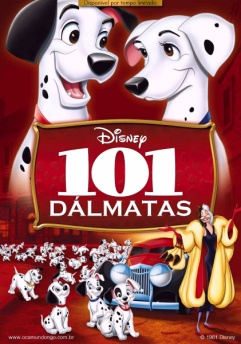 Disponível por tempo limitado
Disney
101
DÁLMATAS
www.ocamundongo.com.br
© 1961 Disney